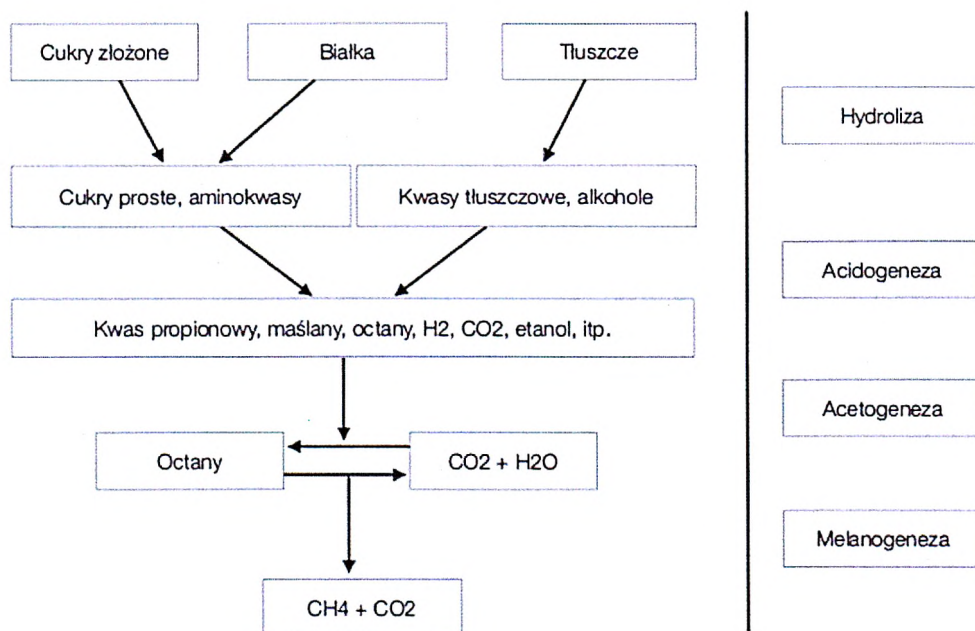 Cukry złożone
Białka
Tłuszcze
Hydroliza
Cukry proste, aminokwasy
Kwasy tłuszczowe, alkohole
Acidogeneza
Kwas propionowy, maślany, octany, H2, CO2, etanol, itp.
Acetogeneza
Octany
CO2 + H2O
Melanogeneza
CH4 + CO2